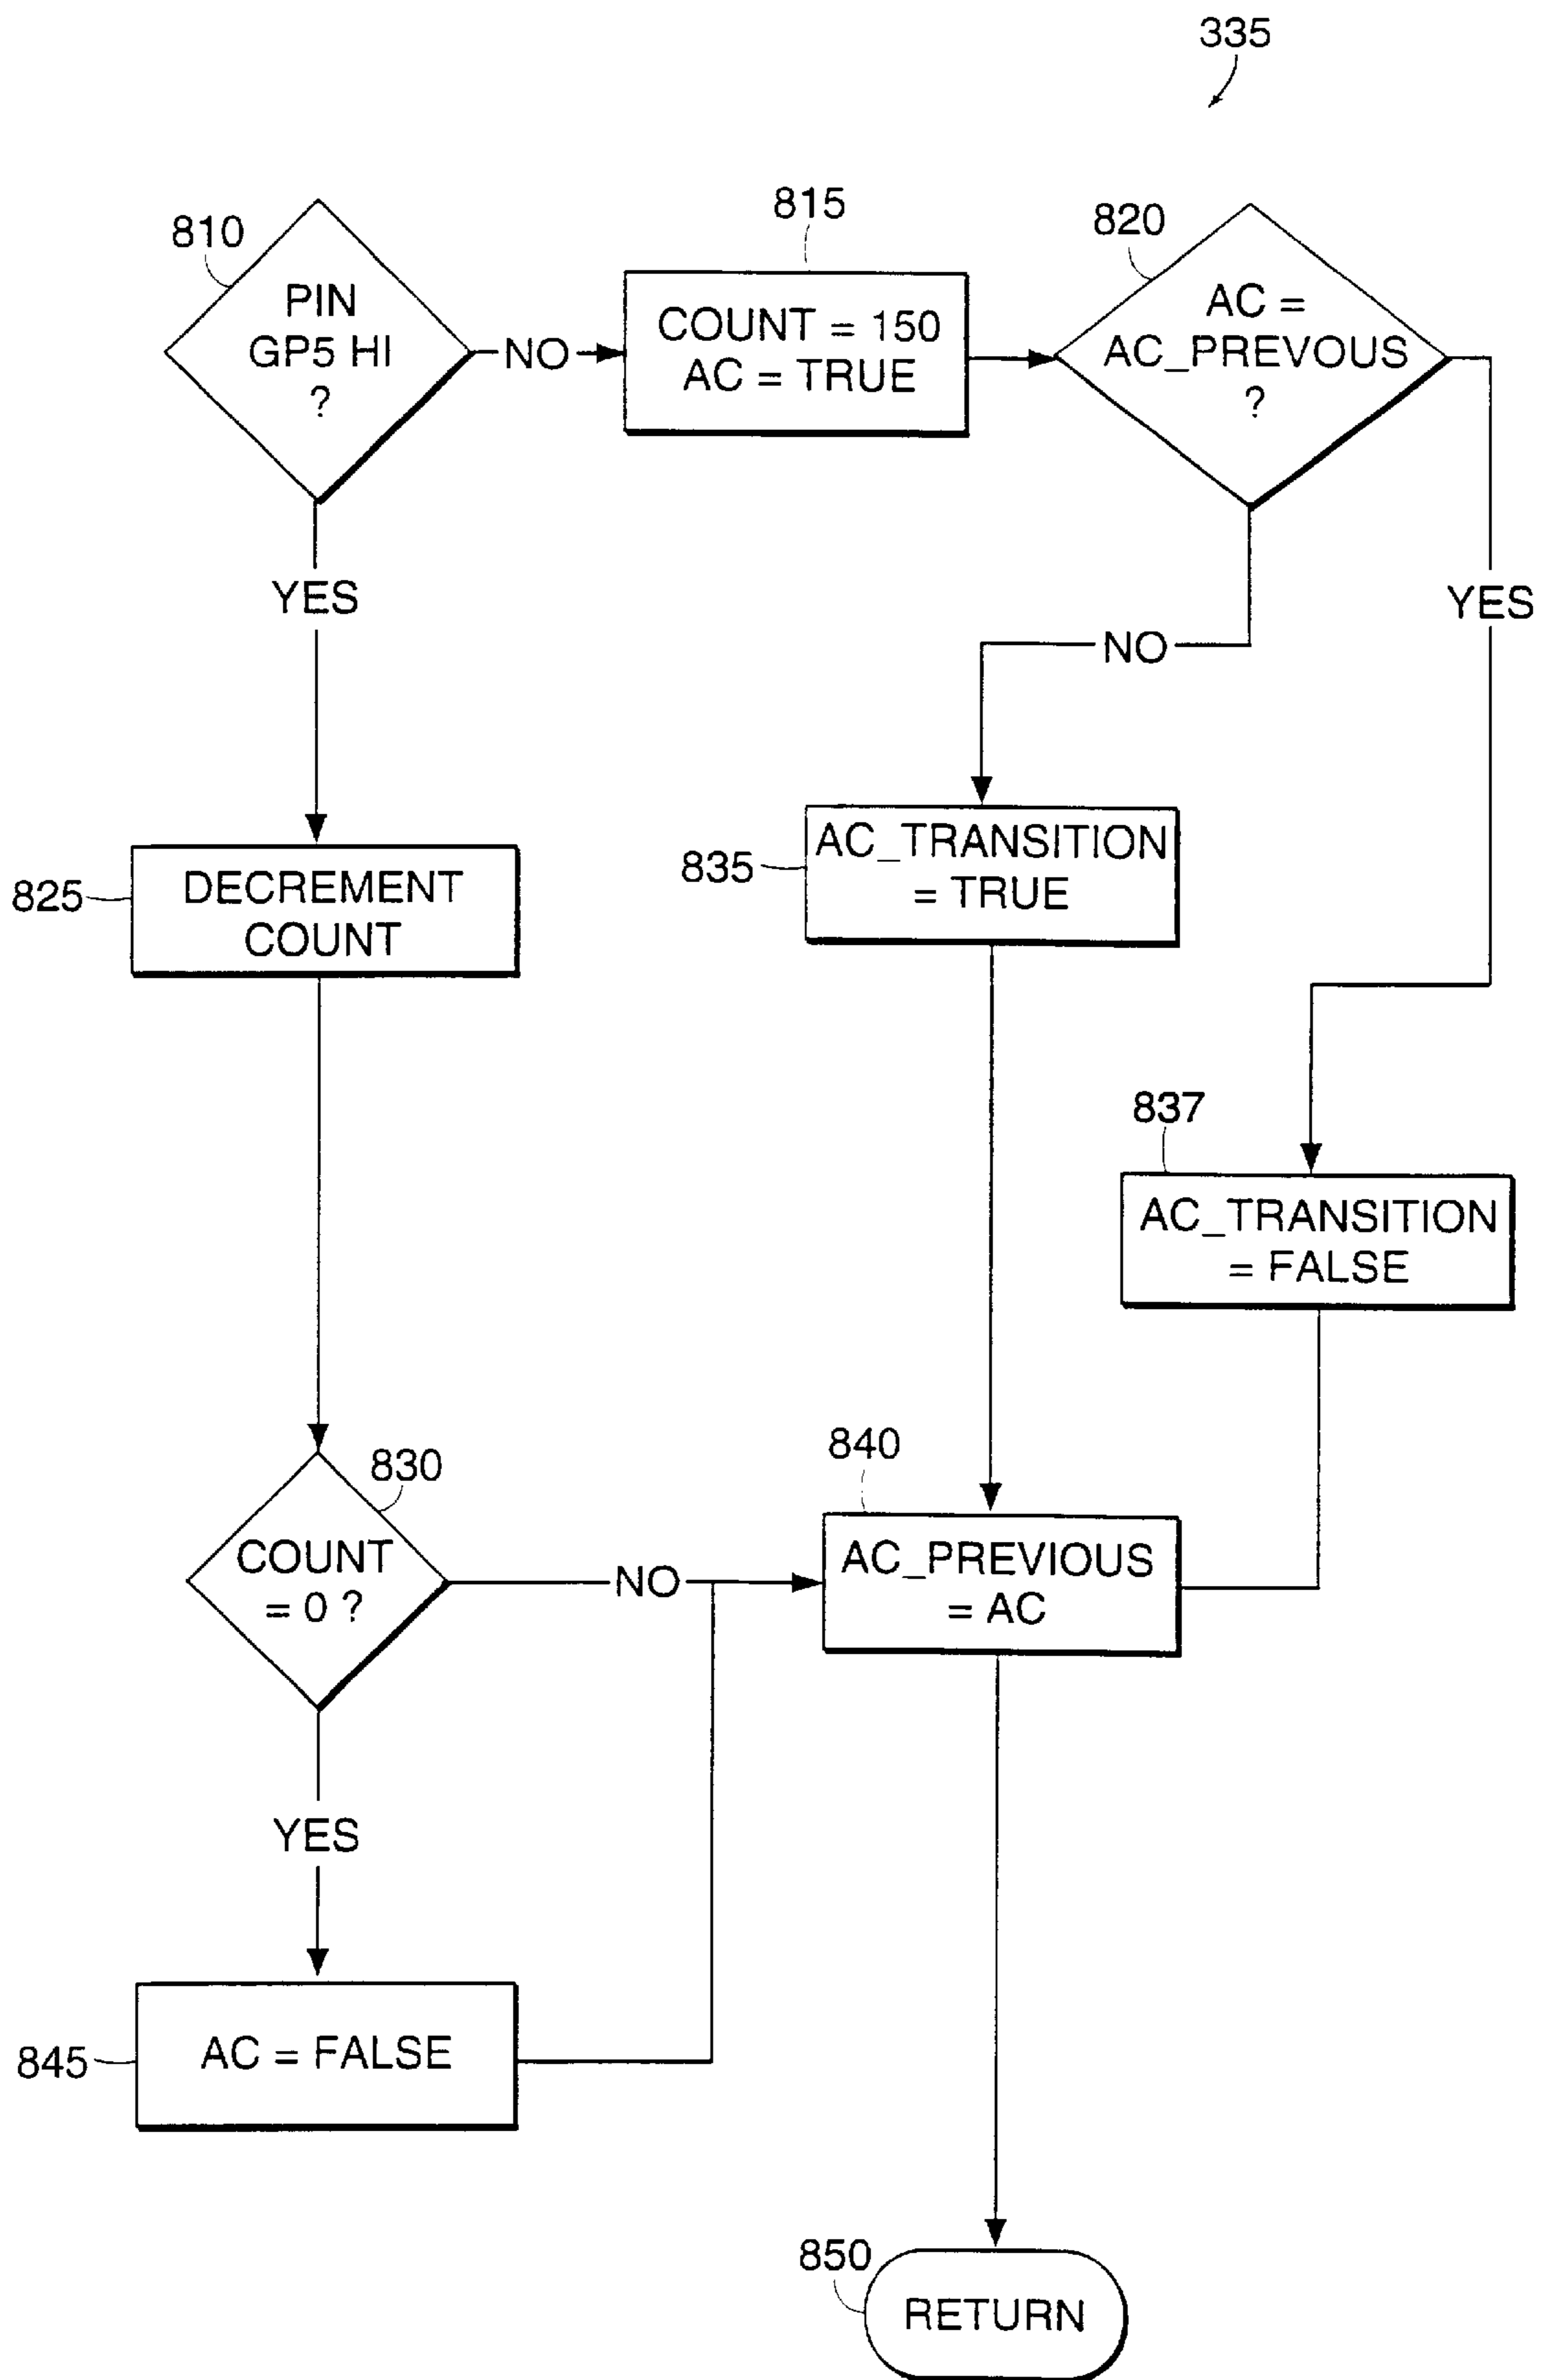 335
810
PIN
GP5 HI
?
NO
815
COUNT = 150
AC = TRUE
820
AC =
AC_PREVOUS
?
YES
YES
NO
825
DECREMENT
COUNT
835
AC_TRANSITION
= TRUE
837
AC_TRANSITION
= FALSE
830
COUNT
= 0 ?
NO
840
AC_PREVIOUS
= AC
YES
845
AC = FALSE
850
RETURN